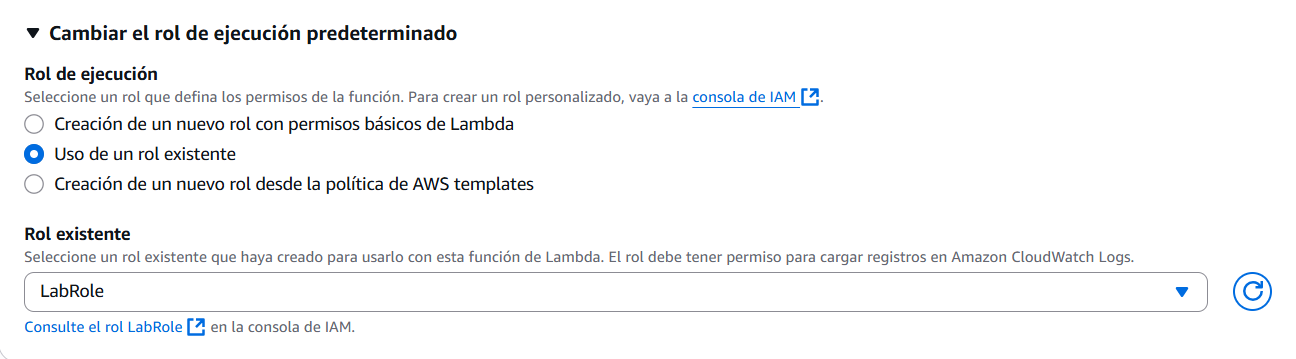 Cambiar el rol de ejecución predeterminado
Rol de ejecución
Seleccione un rol que defina los permisos de la función. Para crear un rol personalizado, vaya a la consola de IAM.
Creación de un nuevo rol con permisos básicos de Lambda
Uso de un rol existente
Creación de un nuevo rol desde la política de AWS templates
Rol existente
Seleccione un rol existente que haya creado para usarlo con esta función de Lambda. El rol debe tener permiso para cargar registros en Amazon CloudWatch Logs.
LabRole
Consulte el rol LabRole en la consola de IAM.